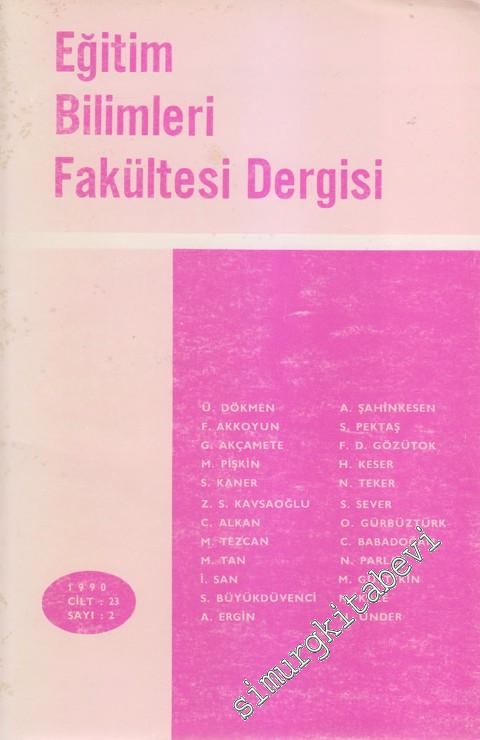 Eğitim
Bilimleri
Fakültesi Dergisi
Ü. DÖKMEN
F. AKKOYUN
G. AKÇAMETE
M. PİŞKİN
S. KANER
Z. S. KAVSAOĞLU
C. ALKAN
M. TEZCAN
M. TAN
İ. SAN
S. BÜYÜKDÜVENCİ
A. ERGİN
A. ŞAHİNKESEN
S. PEKTAŞ
F. D. GÖZÜTOK
H. KESER
N. TEKER
S. SEVER
O. GÜRBÜZTÜRK
C. BABADOĞAN
N.
M.
ÜNDER
1990
CİLT : 23
SAYI : 2
simurgkitabevi